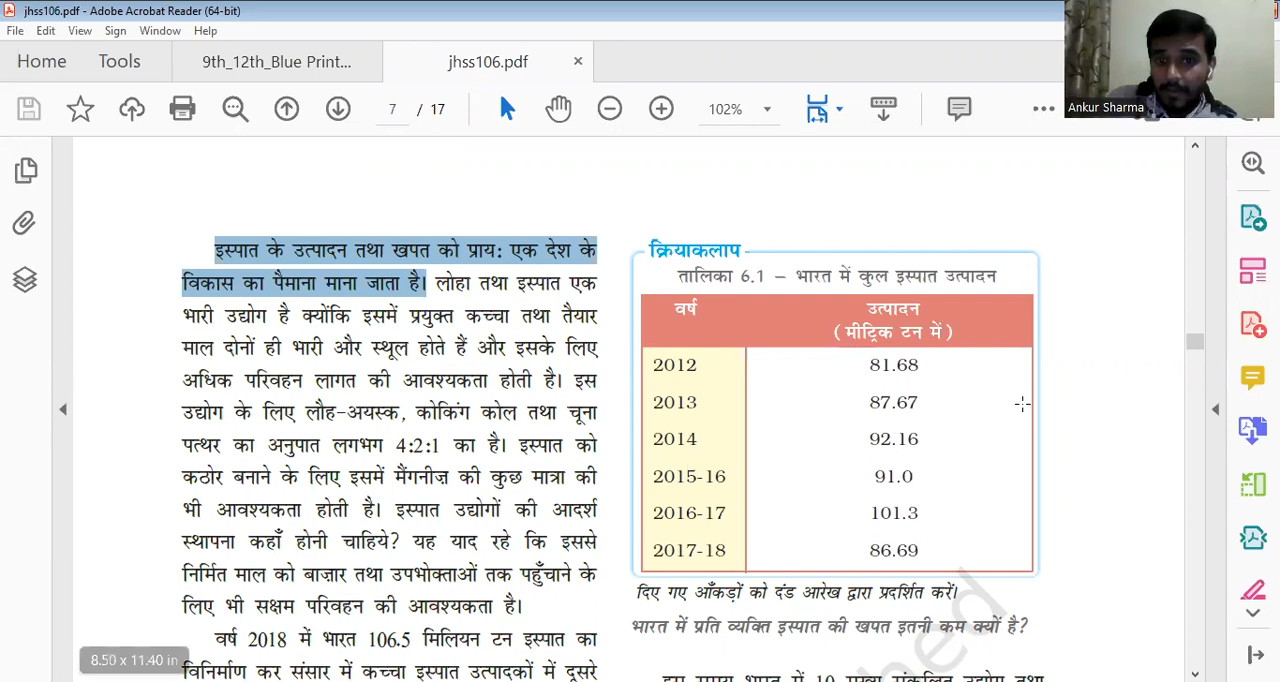 jhss106.pdf - Adobe Acrobat Reader (64-bit)
File Edit View Sign Window Help
Home Tools 9th_12th_Blue Print... jhss106.pdf ×
7 / 17 102%
Ankur Sharma
इस्पात के उत्पादन तथा खपत को प्राय: एक देश के
विकास का पैमाना माना जाता है। लोहा तथा इस्पात एक
भारी उद्योग है क्योंकि इसमें प्रयुक्त कच्चा तथा तैयार
माल दोनों ही भारी और स्थूल होते हैं और इसके लिए
अधिक परिवहन लागत की आवश्यकता होती है। इस
उद्योग के लिए लौह-अयस्क, कोकिंग कोल तथा चूना
पत्थर का अनुपात लगभग 4:2:1 का है। इस्पात को
कठोर बनाने के लिए इसमें मैंगनीज़ की कुछ मात्रा की
भी आवश्यकता होती है। इस्पात उद्योगों की आदर्श
स्थापना कहाँ होनी चाहिये? यह याद रहे कि इससे
निर्मित माल को बाजार तथा उपभोक्ताओं तक पहुँचाने के
लिए भी सक्षम परिवहन की आवश्यकता है।
वर्ष 2018 में भारत 106.5 मिलियन टन इस्पात का
विनिर्माण कर संसार में कच्चा इस्पात उत्पादकों में दूसरे
8.50 x 11.40 in
क्रियाकलाप
तालिका 6.1 – भारत में कुल इस्पात उत्पादन
वर्ष उत्पादन
(मीट्रिक टन में)
2012 81.68
2013 87.67
2014 92.16
2015-16 91.0
2016-17 101.3
2017-18 86.69
दिए गए आँकड़ों को दंड आरेख द्वारा प्रदर्शित करें।
भारत में प्रति व्यक्ति इस्पात की खपत इतनी कम क्यों है?